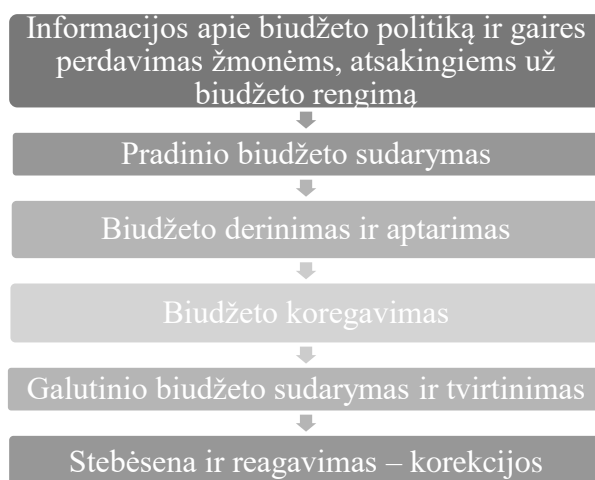 Informacijos apie biudžeto politiką ir gaires
perdavimas žmonėms, atsakingiems už
biudžeto rengimą
Pradinio biudžeto sudarymas
Biudžeto derinimas ir aptarimas
Biudžeto koregavimas
Galutinio biudžeto sudarymas ir tvirtinimas
Stebėsena ir reagavimas – korekcijos